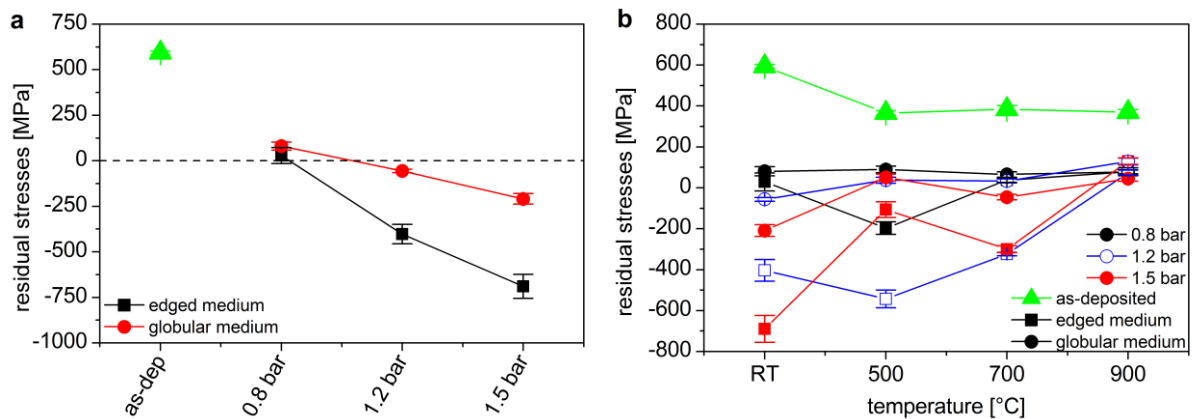 a
residual stresses [MPa]
750
500
250
0
-250
-500
-750
-1000
edged medium
globular medium
as-dep
0.8 bar
1.2 bar
1.5 bar
b
residual stresses [MPa]
800
600
400
200
0
-200
-400
-600
-800
0.8 bar
1.2 bar
1.5 bar
as-deposited
edged medium
globular medium
RT
500
700
900
temperature [°C]